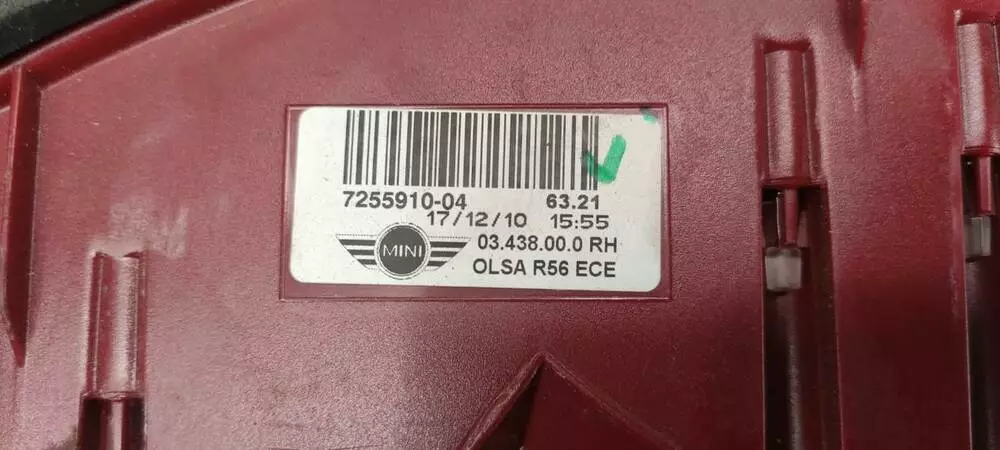 7255910-04 63.21
17/12/10 15:55
MINI 03.438.00.0 RH
OLSA R56 ECE